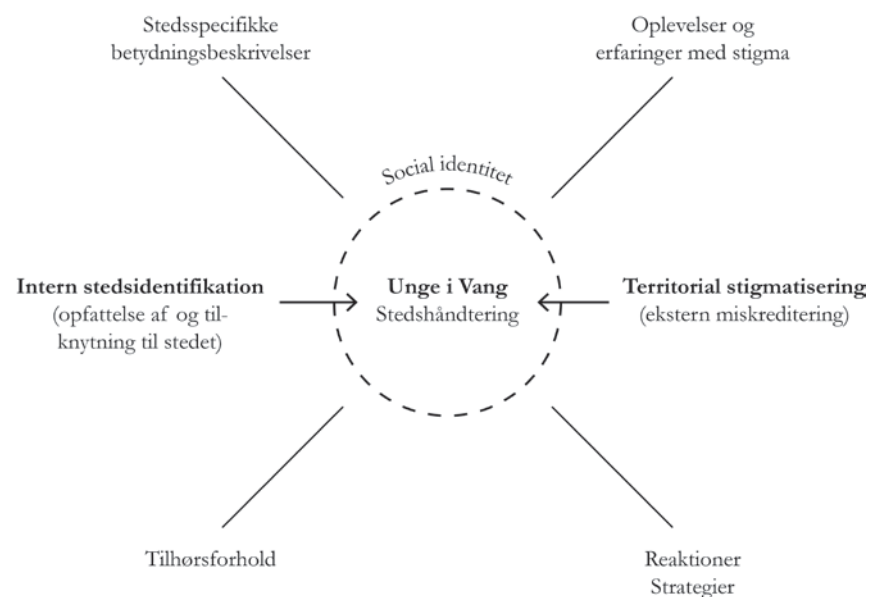 Stedsspecifikke
betydningsbeskrivelser
Oplevelser og
erfaringer med stigma
Social identitet
Intern stedsidentifikation
(opfattelse af og til-
knytning til stedet)
Unge i Vang
Stedshåndtering
Territorial stigmatisering
(ekstern miskreditering)
Tilhørsforhold
Reaktioner
Strategier